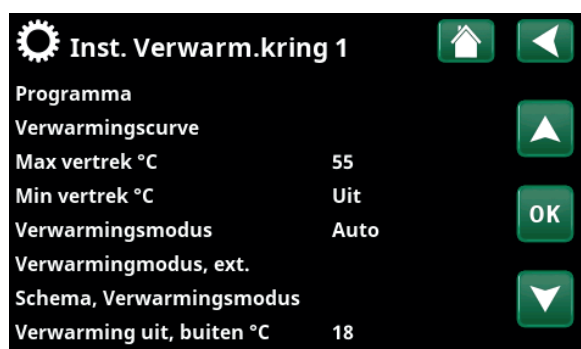 Inst. Verwarm.kring 1
Programma
Verwarmingscurve
Max vertrek °C 55
Min vertrek °C Uit
Verwarmingsmodus Auto
OK
Verwarmingmodus, ext.
Schema, Verwarmingsmodus
Verwarming uit, buiten °C 18